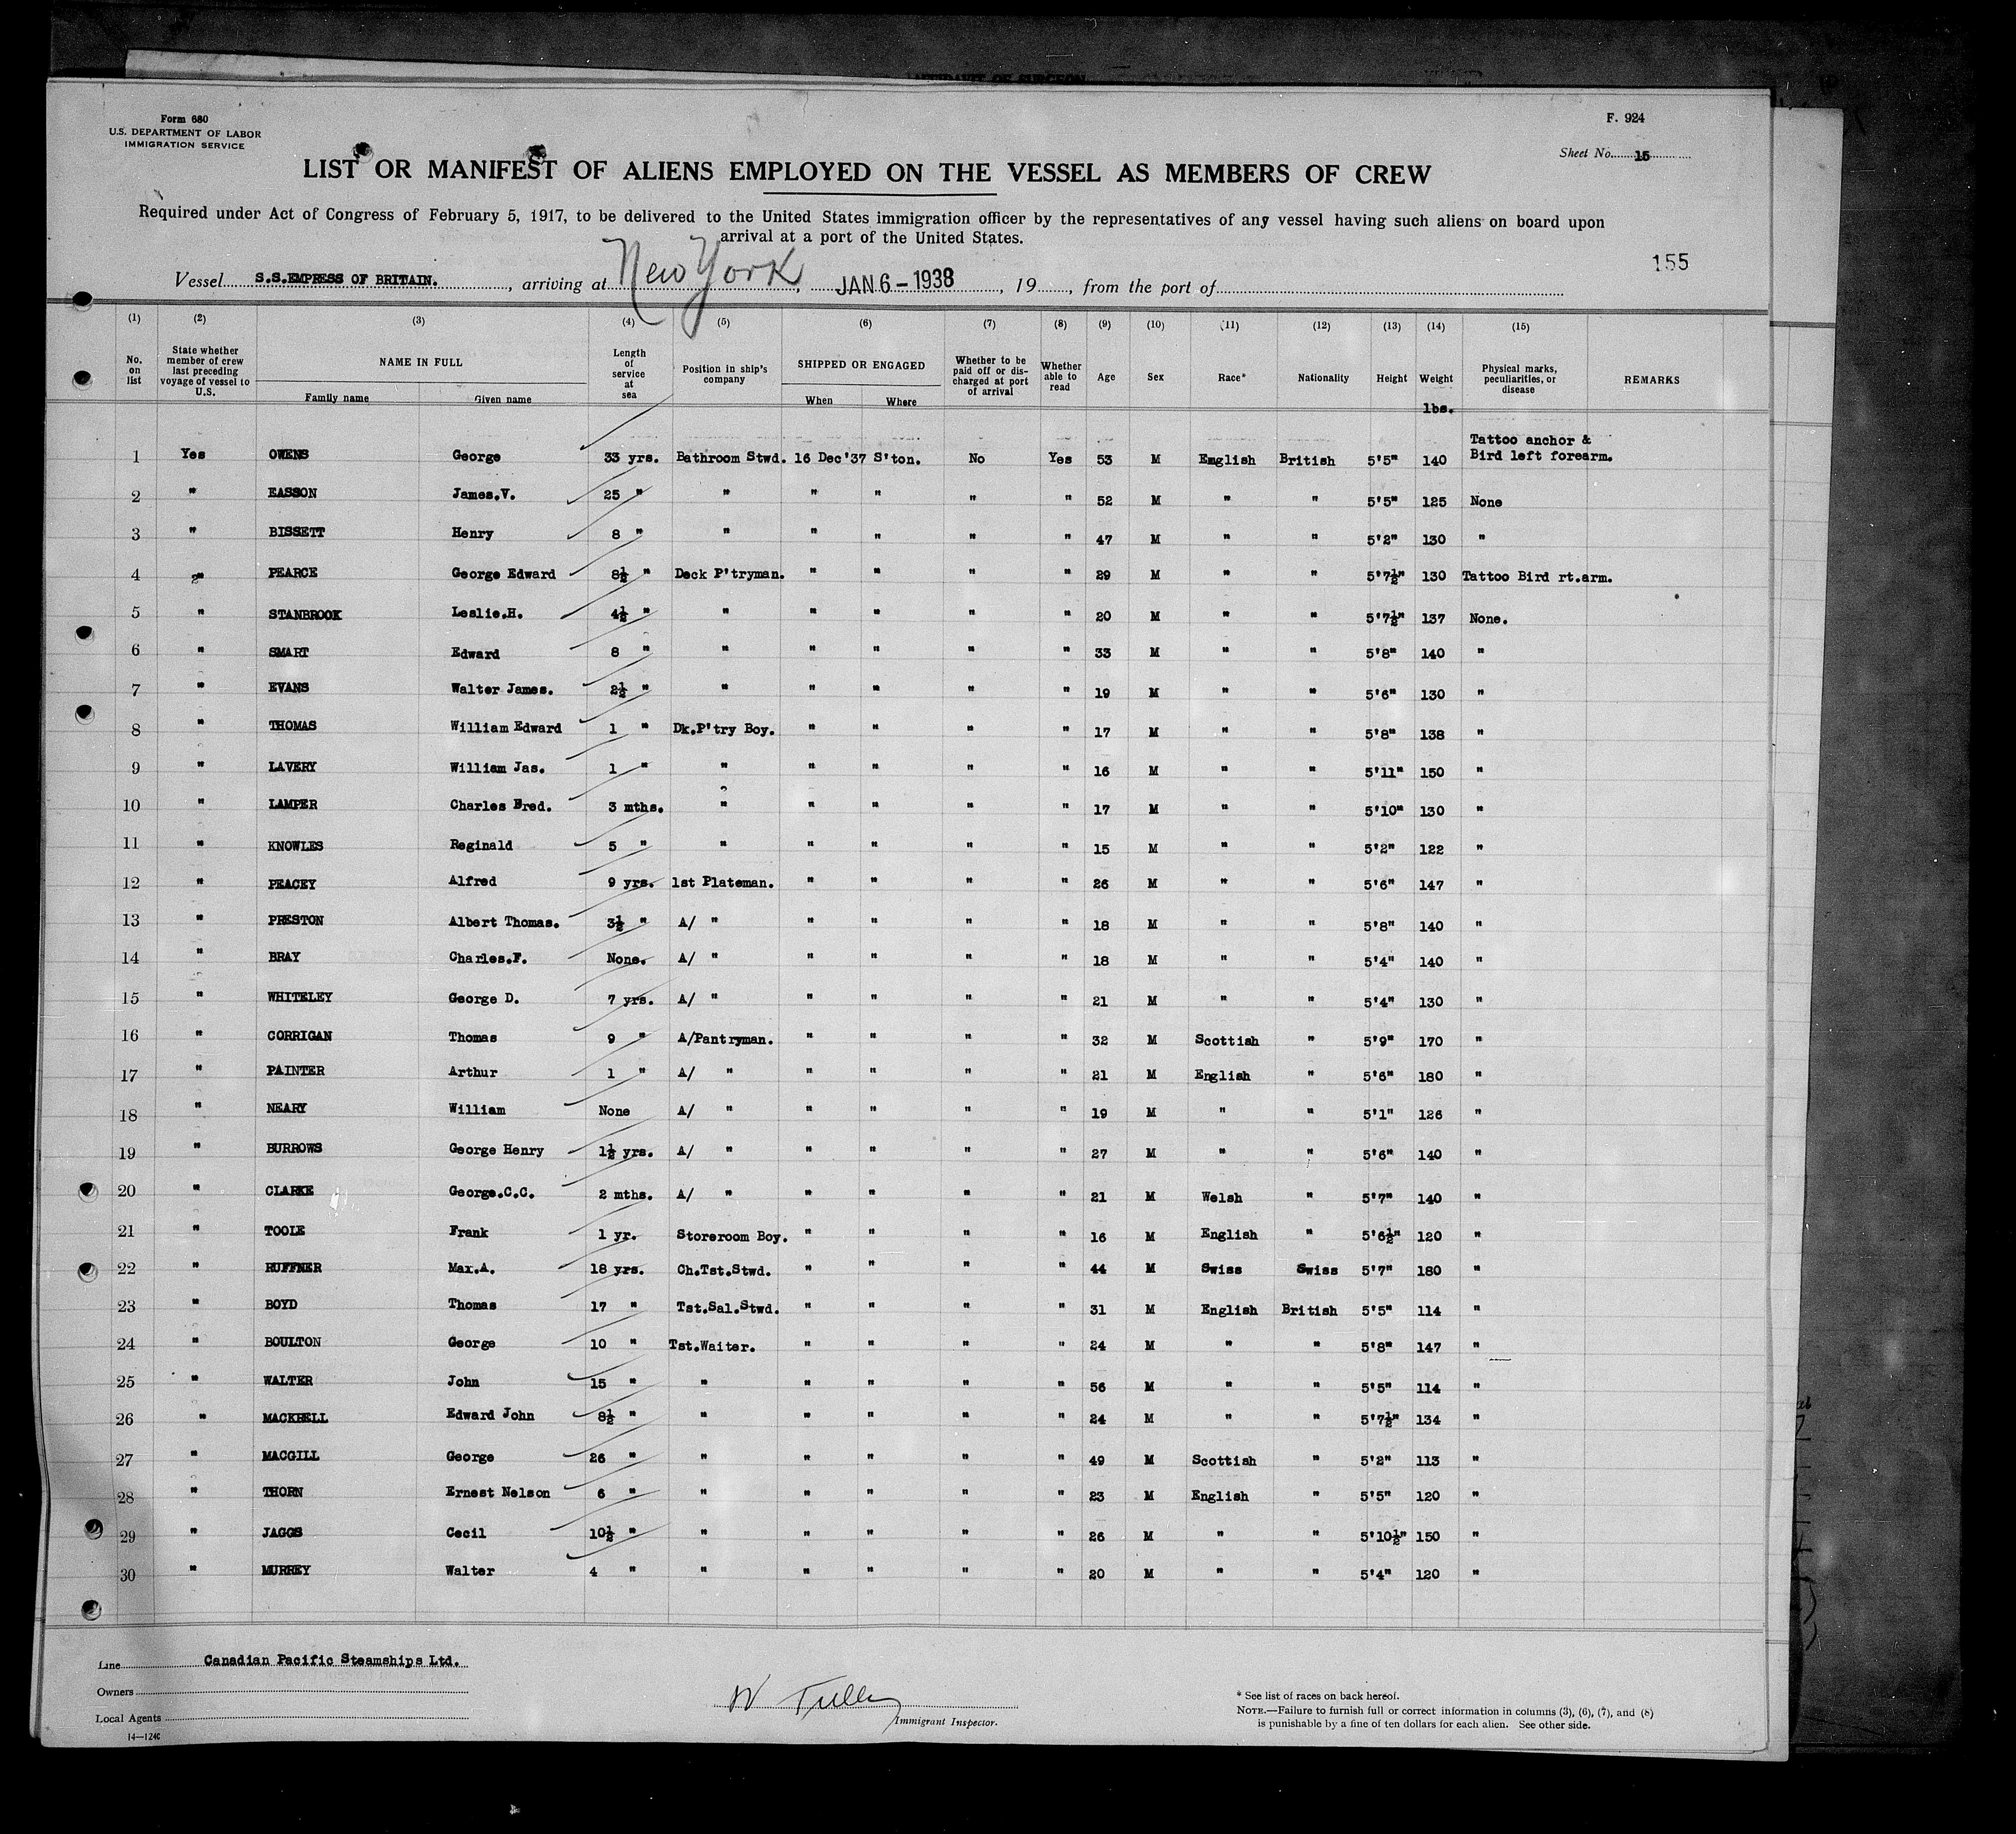 AFFIDAVIT OF SURGEON
Form 680
U.S. DEPARTMENT OF LABOR
IMMIGRATION SERVICE
F. 924
Sheet No. 15
LIST OR MANIFEST OF ALIENS EMPLOYED ON THE VESSEL AS MEMBERS OF CREW
Required under Act of Congress of February 5, 1917, to be delivered to the United States immigration officer by the representatives of any vessel having such aliens on board upon
arrival at a port of the United States.
155
Vessel S.S.EMPRESS OF BRITAIN. , arriving at New York , JAN 6 - 1938 , 19 , from the port of
(1) (2) (3) (4) (5) (6) (7) (8) (9) (10) (11) (12) (13) (14) (15)
No. on list State whether member of crew last preceding voyage of vessel to U.S. NAME IN FULL Family name Given name Length of service at sea Position in ship's company SHIPPED OR ENGAGED When Where Whether to be paid off or dis-charged at port of arrival Whether able to read Age Sex Race* Nationality Height Weight lbs. Physical marks, peculiarities, or disease REMARKS
1 Yes OWENS George 33 yrs. Bathroom Stwd. 16 Dec'37 S'ton. No Yes 53 M English British 5'5" 140 Tattoo anchor & Bird left forearm.
2 " EASSON James.V. 25 " " " " " " 52 M " " 5'5" 125 None
3 " BISSETT Henry 8 " " " " " " 47 M " " 5'2" 130 "
4 " PEARCE George Edward 8½ " Deck P'tryman. " " " " 29 M " " 5'7½" 130 Tattoo Bird rt.arm.
5 " STANBROOK Leslie.H. 4½ " " " " " " 20 M " " 5'7½" 137 None.
6 " SMART Edward 8 " " " " " " 33 M " " 5'8" 140 "
7 " EVANS Walter James. 2½ " " " " " " 19 M " " 5'6" 130 "
8 " THOMAS William Edward 1 " Dk.P'try Boy. " " " " 17 M " " 5'8" 138 "
9 " LAVERY William Jas. 1 " " " " " " 16 M " " 5'11" 150 "
10 " LAMPER Charles Fred. 3 mths. " " " " " 17 M " " 5'10" 130 "
11 " KNOWLES Reginald 5 " " " " " " 15 M " " 5'2" 122 "
12 " PEACEY Alfred 9 yrs. 1st Plateman. " " " " 26 M " " 5'6" 147 "
13 " PRESTON Albert Thomas. 3½ " A/ " " " " " 18 M " " 5'8" 140 "
14 " BRAY Charles.F. None. A/ " " " " " 18 M " " 5'4" 140 "
15 " WHITELEY George D. 7 yrs. A/ " " " " " 21 M " " 5'4" 130 "
16 " CORRIGAN Thomas 9 " A/Pantryman. " " " " 32 M Scottish " 5'9" 170 "
17 " PAINTER Arthur 1 " A/ " " " " " 21 M English " 5'6" 180 "
18 " NEARY William None A/ " " " " " 19 M " " 5'1" 126 "
19 " BURROWS George Henry 1½ yrs. A/ " " " " " 27 M " " 5'6" 140 "
20 " CLARKE George.C.C. 2 mths. A/ " " " " " 21 M Welsh " 5'7" 140 "
21 " TOOLE Frank 1 yr. Storeroom Boy. " " " " 16 M English " 5'6½" 120 "
22 " RUFFNER Max.A. 18 yrs. Ch.Tst.Stwd. " " " " 44 M Swiss Swiss 5'7" 180 "
23 " BOYD Thomas 17 " Tst.Sal.Stwd. " " " " 31 M English British 5'5" 114 "
24 " BOULTON George 10 " Tst.Waiter. " " " " 24 M " " 5'8" 147 "
25 " WALTER John 15 " " " " " " 56 M " " 5'5" 114 "
26 " MACKRELL Edward John 8½ " " " " " " 24 M " " 5'7½" 134 "
27 " MACGILL George 26 " " " " " " 49 M Scottish " 5'2" 113 "
28 " THORN Ernest Nelson 6 " " " " " " 23 M English " 5'5" 120 "
29 " JAGGS Cecil 10½ " " " " " " 26 M " " 5'10½" 150 "
30 " MURREY Walter 4 " " " " " " 20 M " " 5'4" 120 "
Line Canadian Pacific Steamships Ltd.
Owners
Local Agents
14—1240
W Tulley
Immigrant Inspector.
* See list of races on back hereof.
NOTE.—Failure to furnish full or correct information in columns (3), (6), (7), and (8)
is punishable by a fine of ten dollars for each alien. See other side.